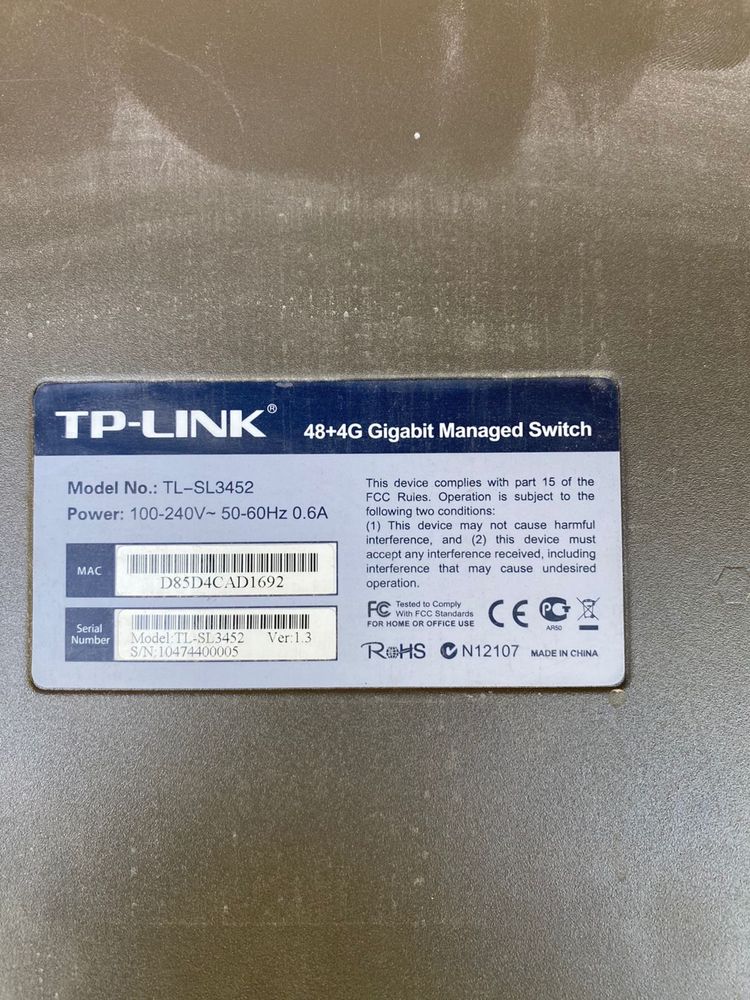 TP-LINK®
48+4G Gigabit Managed Switch
Model No.: TL-SL3452
Power: 100-240V~ 50-60Hz 0.6A
MAC
D85D4CAD1692
Serial
Number
Model:TL-SL3452 Ver:1.3
S/N:10474400005
This device complies with part 15 of the
FCC Ruies. Operation is subject to the
following two conditions:
(1) This device may not cause harmful
interference, and (2) this device must
accept any interference received, including
interference that may cause undesired
operation.
FC Tested to Comply
With FCC Standards
FOR HOME OR OFFICE USE
CE
PCT
АЯ50
RoHS
N12107
MADE IN CHINA